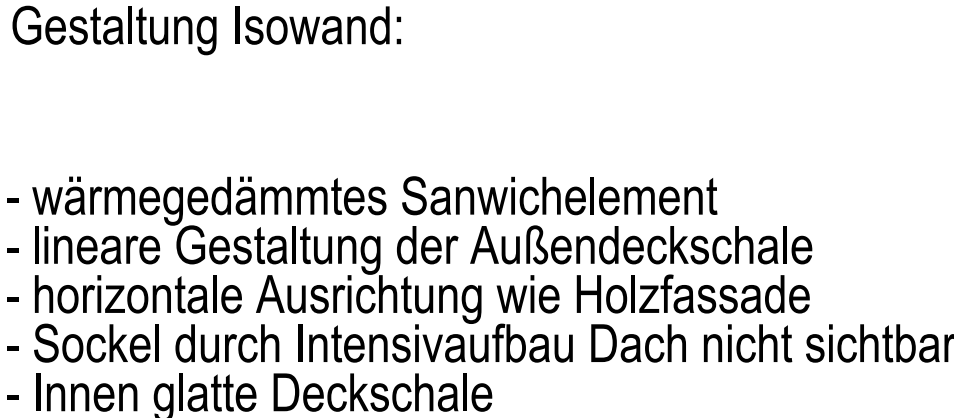 Gestaltung Isowand:
- wärmegedämmtes Sanwichelement
- lineare Gestaltung der Außendeckschale
- horizontale Ausrichtung wie Holzfassade
- Sockel durch Intensivaufbau Dach nicht sichtbar
- Innen glatte Deckschale